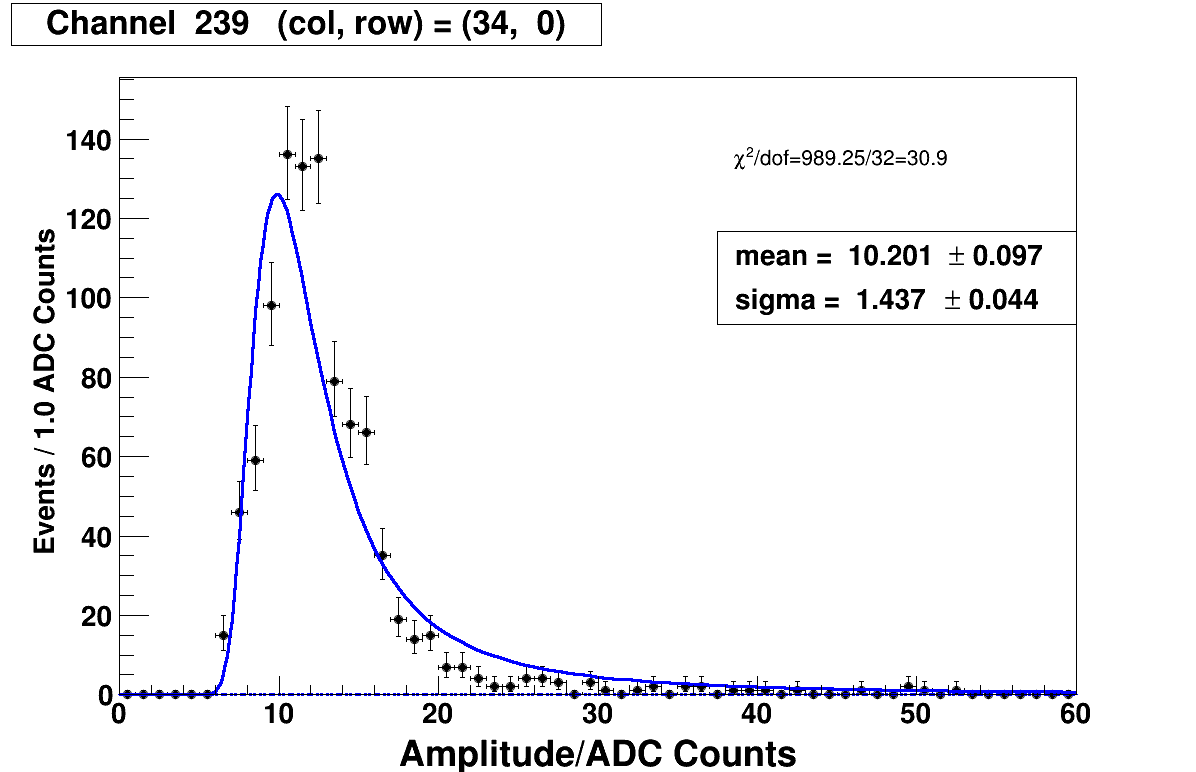 Channel 239 (col, row) = (34, 0)
140
120
100
80
60
40
20
0
Events / 1.0 ADC Counts
χ²/dof=989.25/32=30.9
mean = 10.201 ± 0.097
sigma = 1.437 ± 0.044
0 10 20 30 40 50 60
Amplitude/ADC Counts